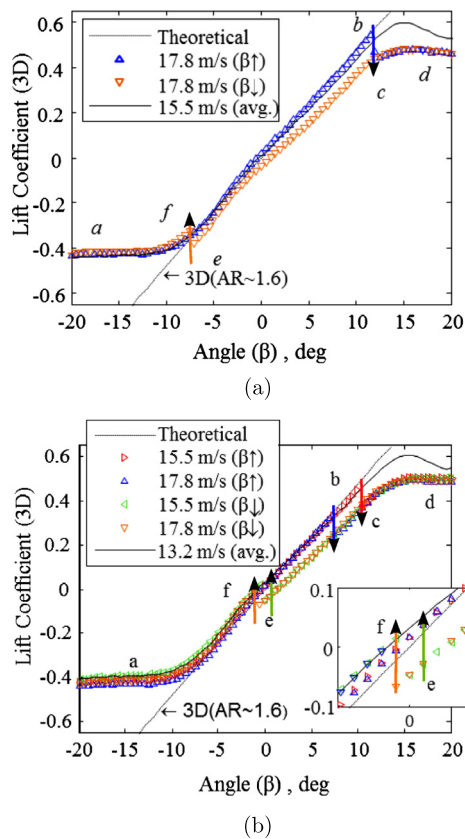 0.6
0.4
0.2
0
-0.2
-0.4
-0.6
Lift Coefficient (3D)
Theoretical
17.8 m/s (β↑)
17.8 m/s (β↓)
15.5 m/s (avg.)
b
c
d
a
f
e
← 3D(AR~1.6)
-20 -15 -10 -5 0 5 10 15 20
Angle (β) , deg
(a)
0.6
0.4
0.2
0
-0.2
-0.4
-0.6
Lift Coefficient (3D)
Theoretical
15.5 m/s (β↑)
17.8 m/s (β↑)
15.5 m/s (β↓)
17.8 m/s (β↓)
13.2 m/s (avg.)
b
c
d
f
e
a
← 3D(AR~1.6)
0.1
0
-0.1
f
e
0
-20 -15 -10 -5 0 5 10 15 20
Angle (β) , deg
(b)